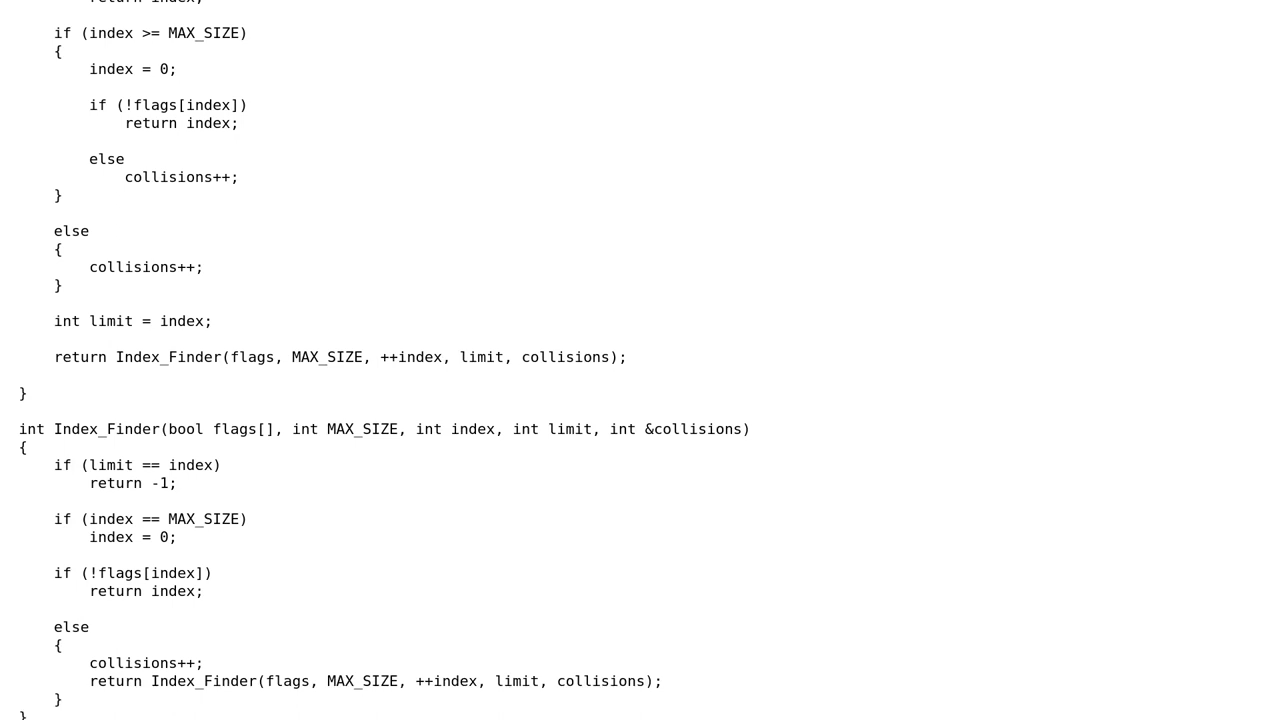 return index;
if (index >= MAX_SIZE)
{
index = 0;
if (!flags[index])
return index;
else
collisions++;
}
else
{
collisions++;
}
int limit = index;
return Index_Finder(flags, MAX_SIZE, ++index, limit, collisions);
}
int Index_Finder(bool flags[], int MAX_SIZE, int index, int limit, int &collisions)
{
if (limit == index)
return -1;
if (index == MAX_SIZE)
index = 0;
if (!flags[index])
return index;
else
{
collisions++;
return Index_Finder(flags, MAX_SIZE, ++index, limit, collisions);
}
}